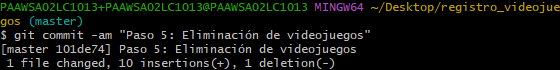 PAAWSA02LC1013+PAAWSA02LC1013@PAAWSA02LC1013 MINGW64 ~/Desktop/registro_videojue
gos (master)
$ git commit -am "Paso 5: Eliminación de videojuegos"
[master 101de74] Paso 5: Eliminación de videojuegos
 1 file changed, 10 insertions(+), 1 deletion(-)